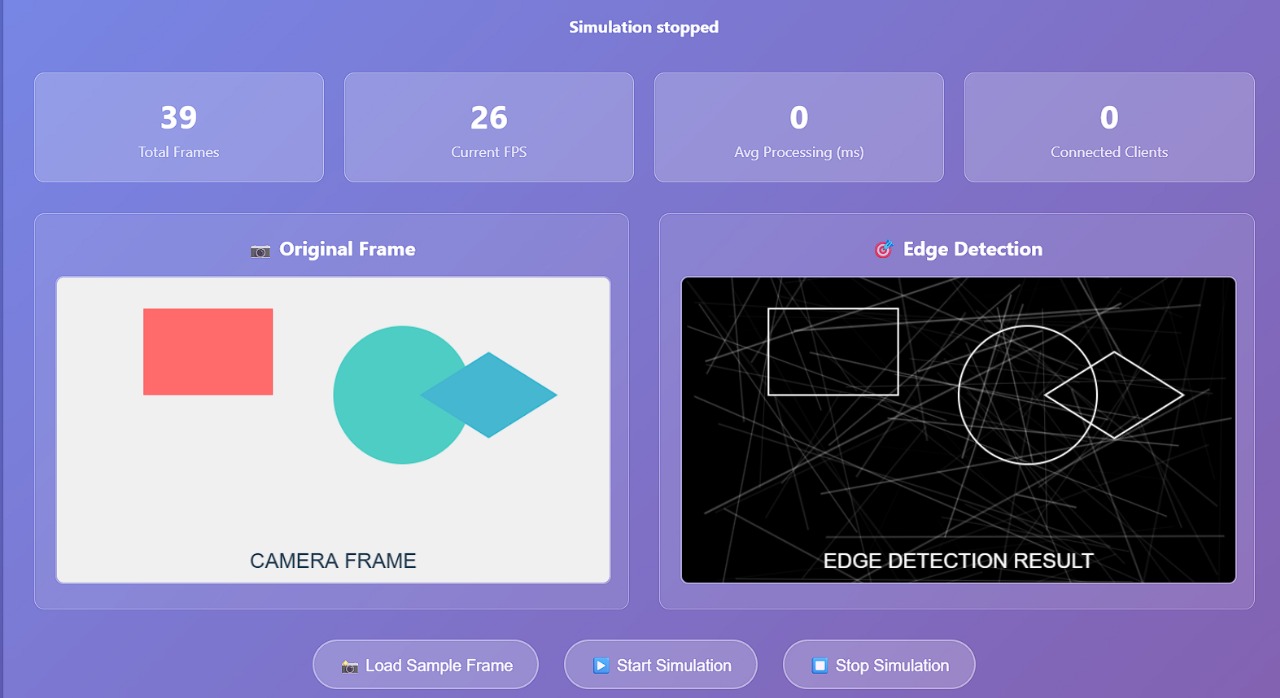 Simulation stopped
39
Total Frames
26
Current FPS
0
Avg Processing (ms)
0
Connected Clients
Original Frame
CAMERA FRAME
Edge Detection
EDGE DETECTION RESULT
Load Sample Frame
Start Simulation
Stop Simulation